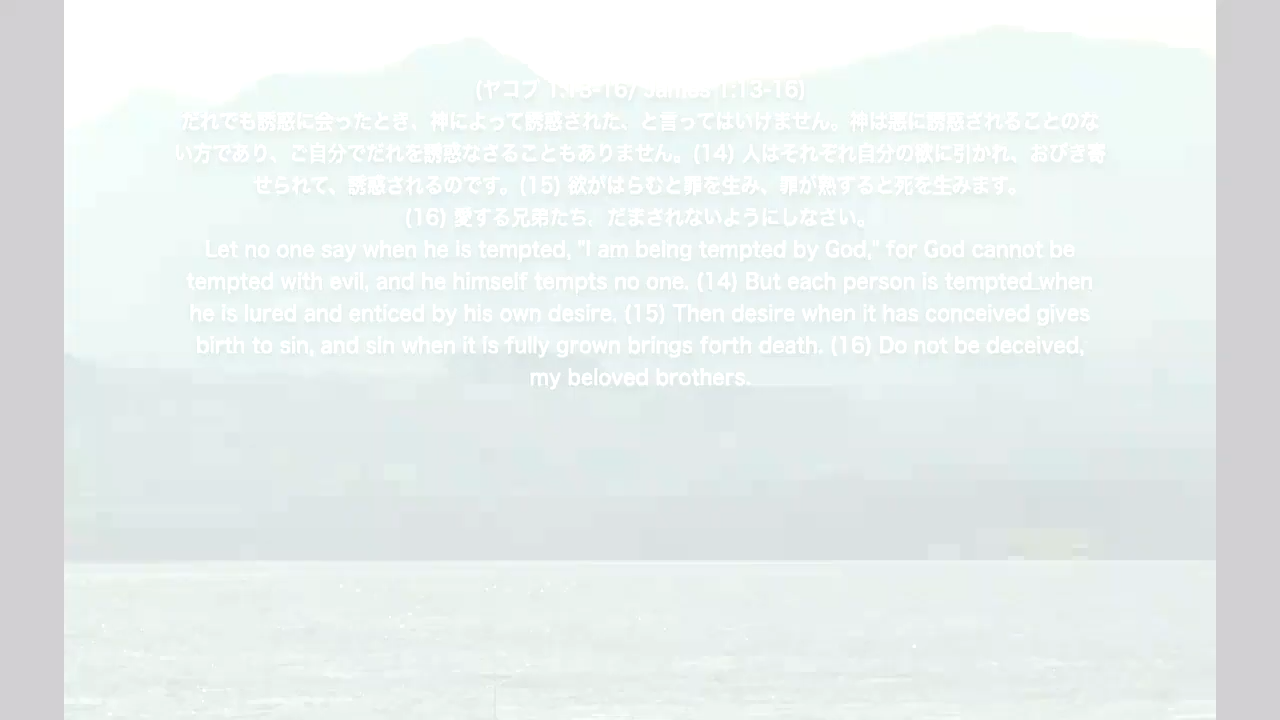 (ヤコブ 1:13-16/ James 1:13-16)
だれでも誘惑に会ったとき、神によって誘惑された、と言ってはいけません。神は悪に誘惑されることのな
い方であり、ご自分でだれを誘惑なさることもありません。(14) 人はそれぞれ自分の欲に引かれ、おびき寄
せられて、誘惑されるのです。(15) 欲がはらむと罪を生み、罪が熟すると死を生みます。
(16) 愛する兄弟たち、だまされないようにしなさい。
Let no one say when he is tempted, "I am being tempted by God," for God cannot be
tempted with evil, and he himself tempts no one. (14) But each person is tempted when
he is lured and enticed by his own desire. (15) Then desire when it has conceived gives
birth to sin, and sin when it is fully grown brings forth death. (16) Do not be deceived,
my beloved brothers.